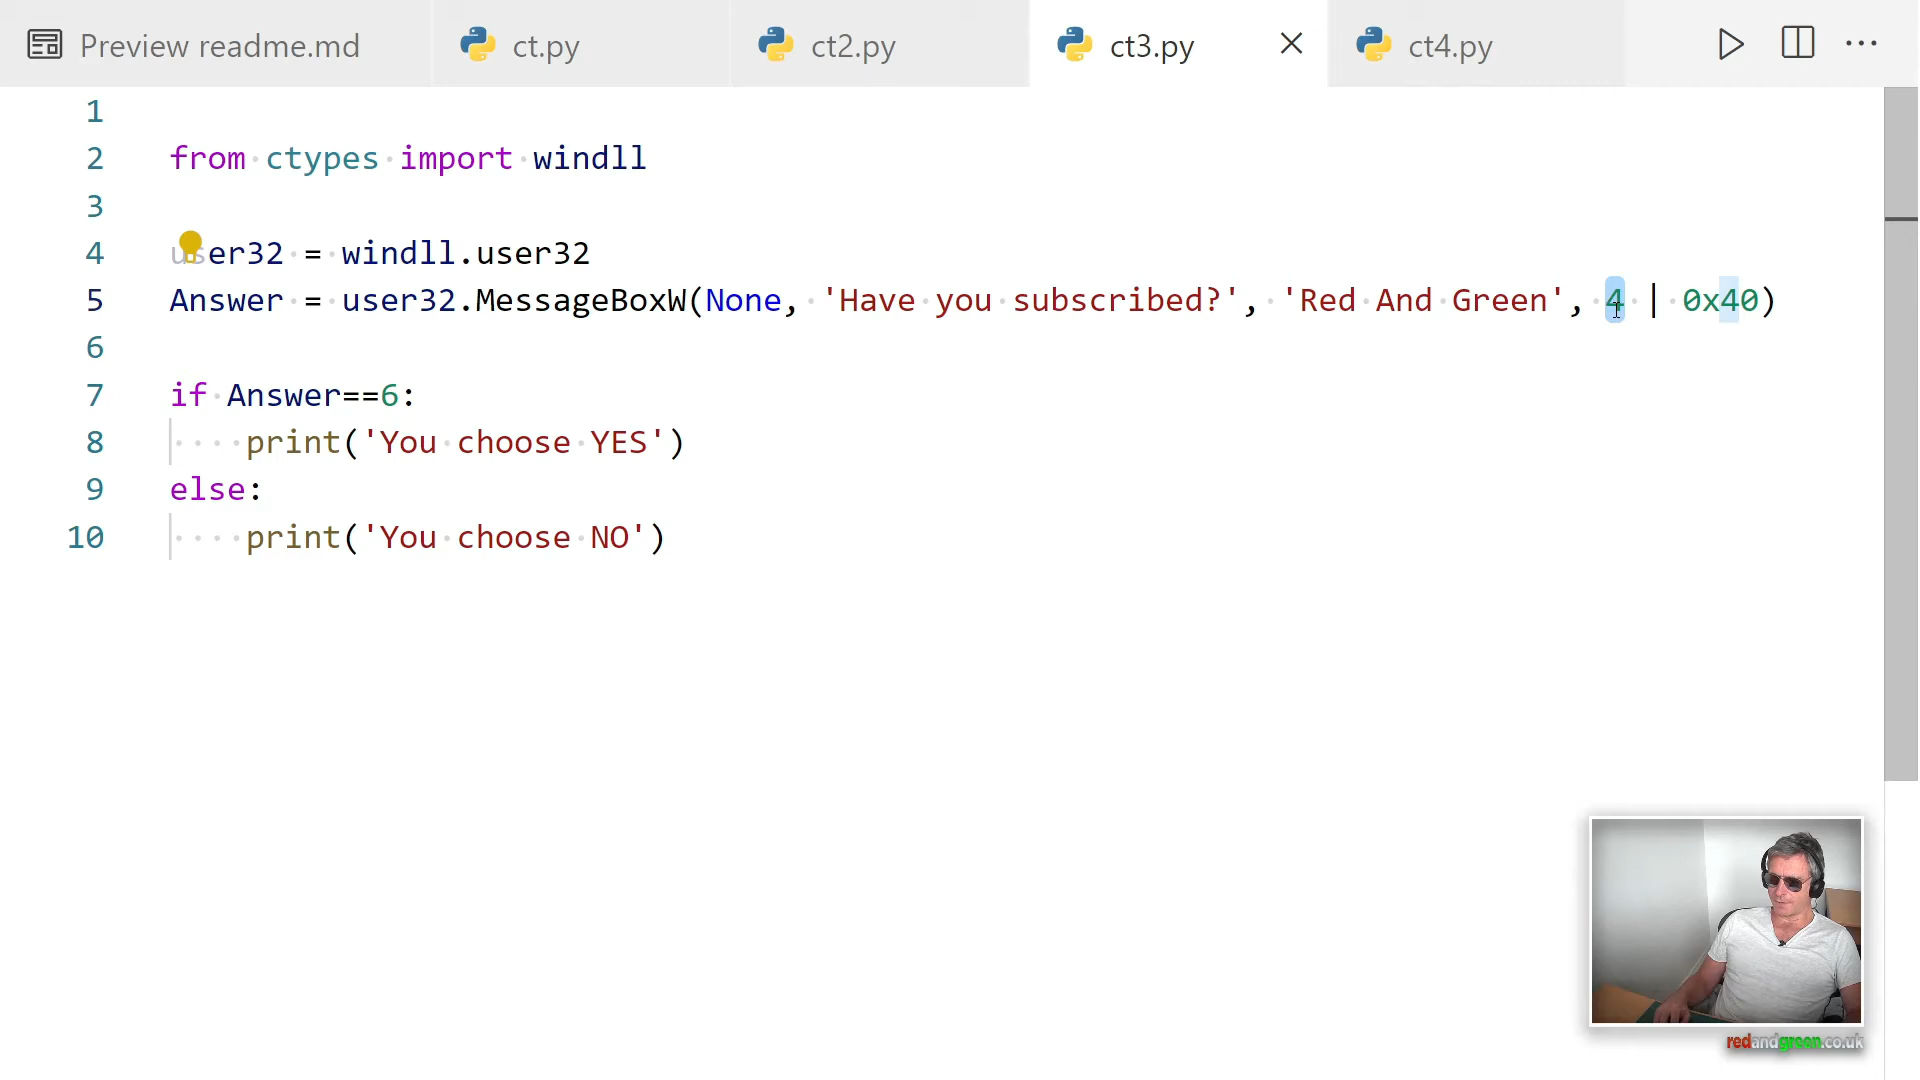 Preview readme.md ct.py ct2.py ct3.py ct4.py
1
2 from ctypes import windll
3
4 user32 = windll.user32
5 Answer = user32.MessageBoxW(None, 'Have you subscribed?', 'Red And Green', 4 | 0x40)
6
7 if Answer==6:
8 print('You choose YES')
9 else:
10 print('You choose NO')
redandgreen.co.uk